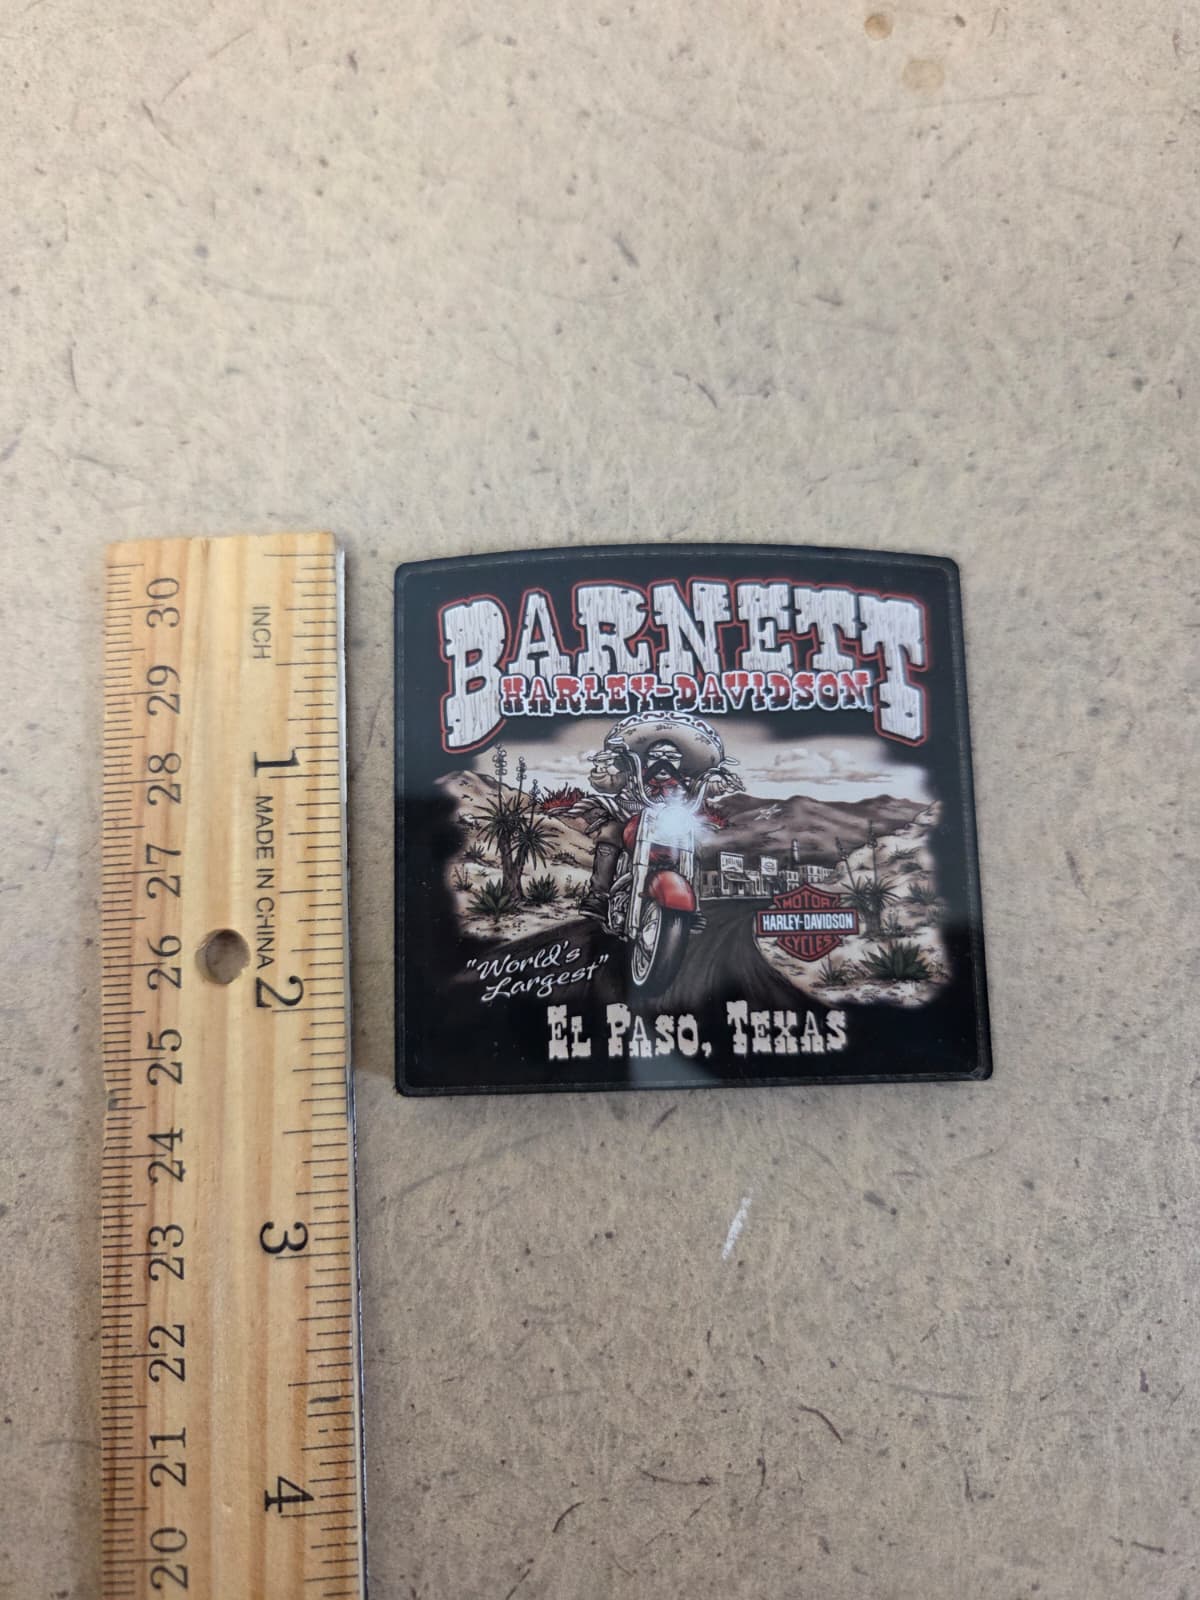 BARNETT
HARLEY-DAVIDSON
MOTOR
HARLEY-DAVIDSON
CYCLES
"World's
Largest"
EL PASO, TEXAS
INCH
1
MADE IN CHINA
2
3
4
30
29
28
27
26
25
24
23
22
21
20